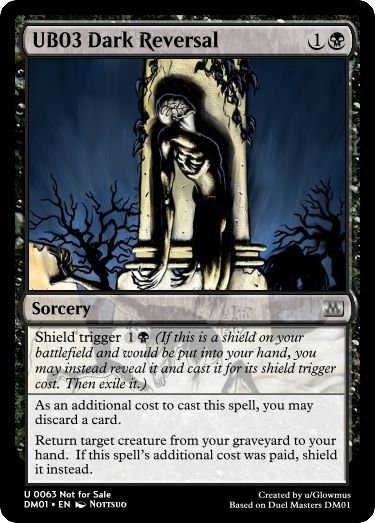 UB03 Dark Reversal 1
Sorcery
Shield trigger 1 (If this is a shield on your
battlefield and would be put into your hand, you
may instead reveal it and cast it for its shield trigger
cost. Then exile it.)
As an additional cost to cast this spell, you may
discard a card.
Return target creature from your graveyard to your
hand.  If this spell's additional cost was paid, shield
it instead.
U 0063 Not for Sale
DM01 • EN Nottsuo
Created by u/Glowmus
Based on Duel Masters DM01